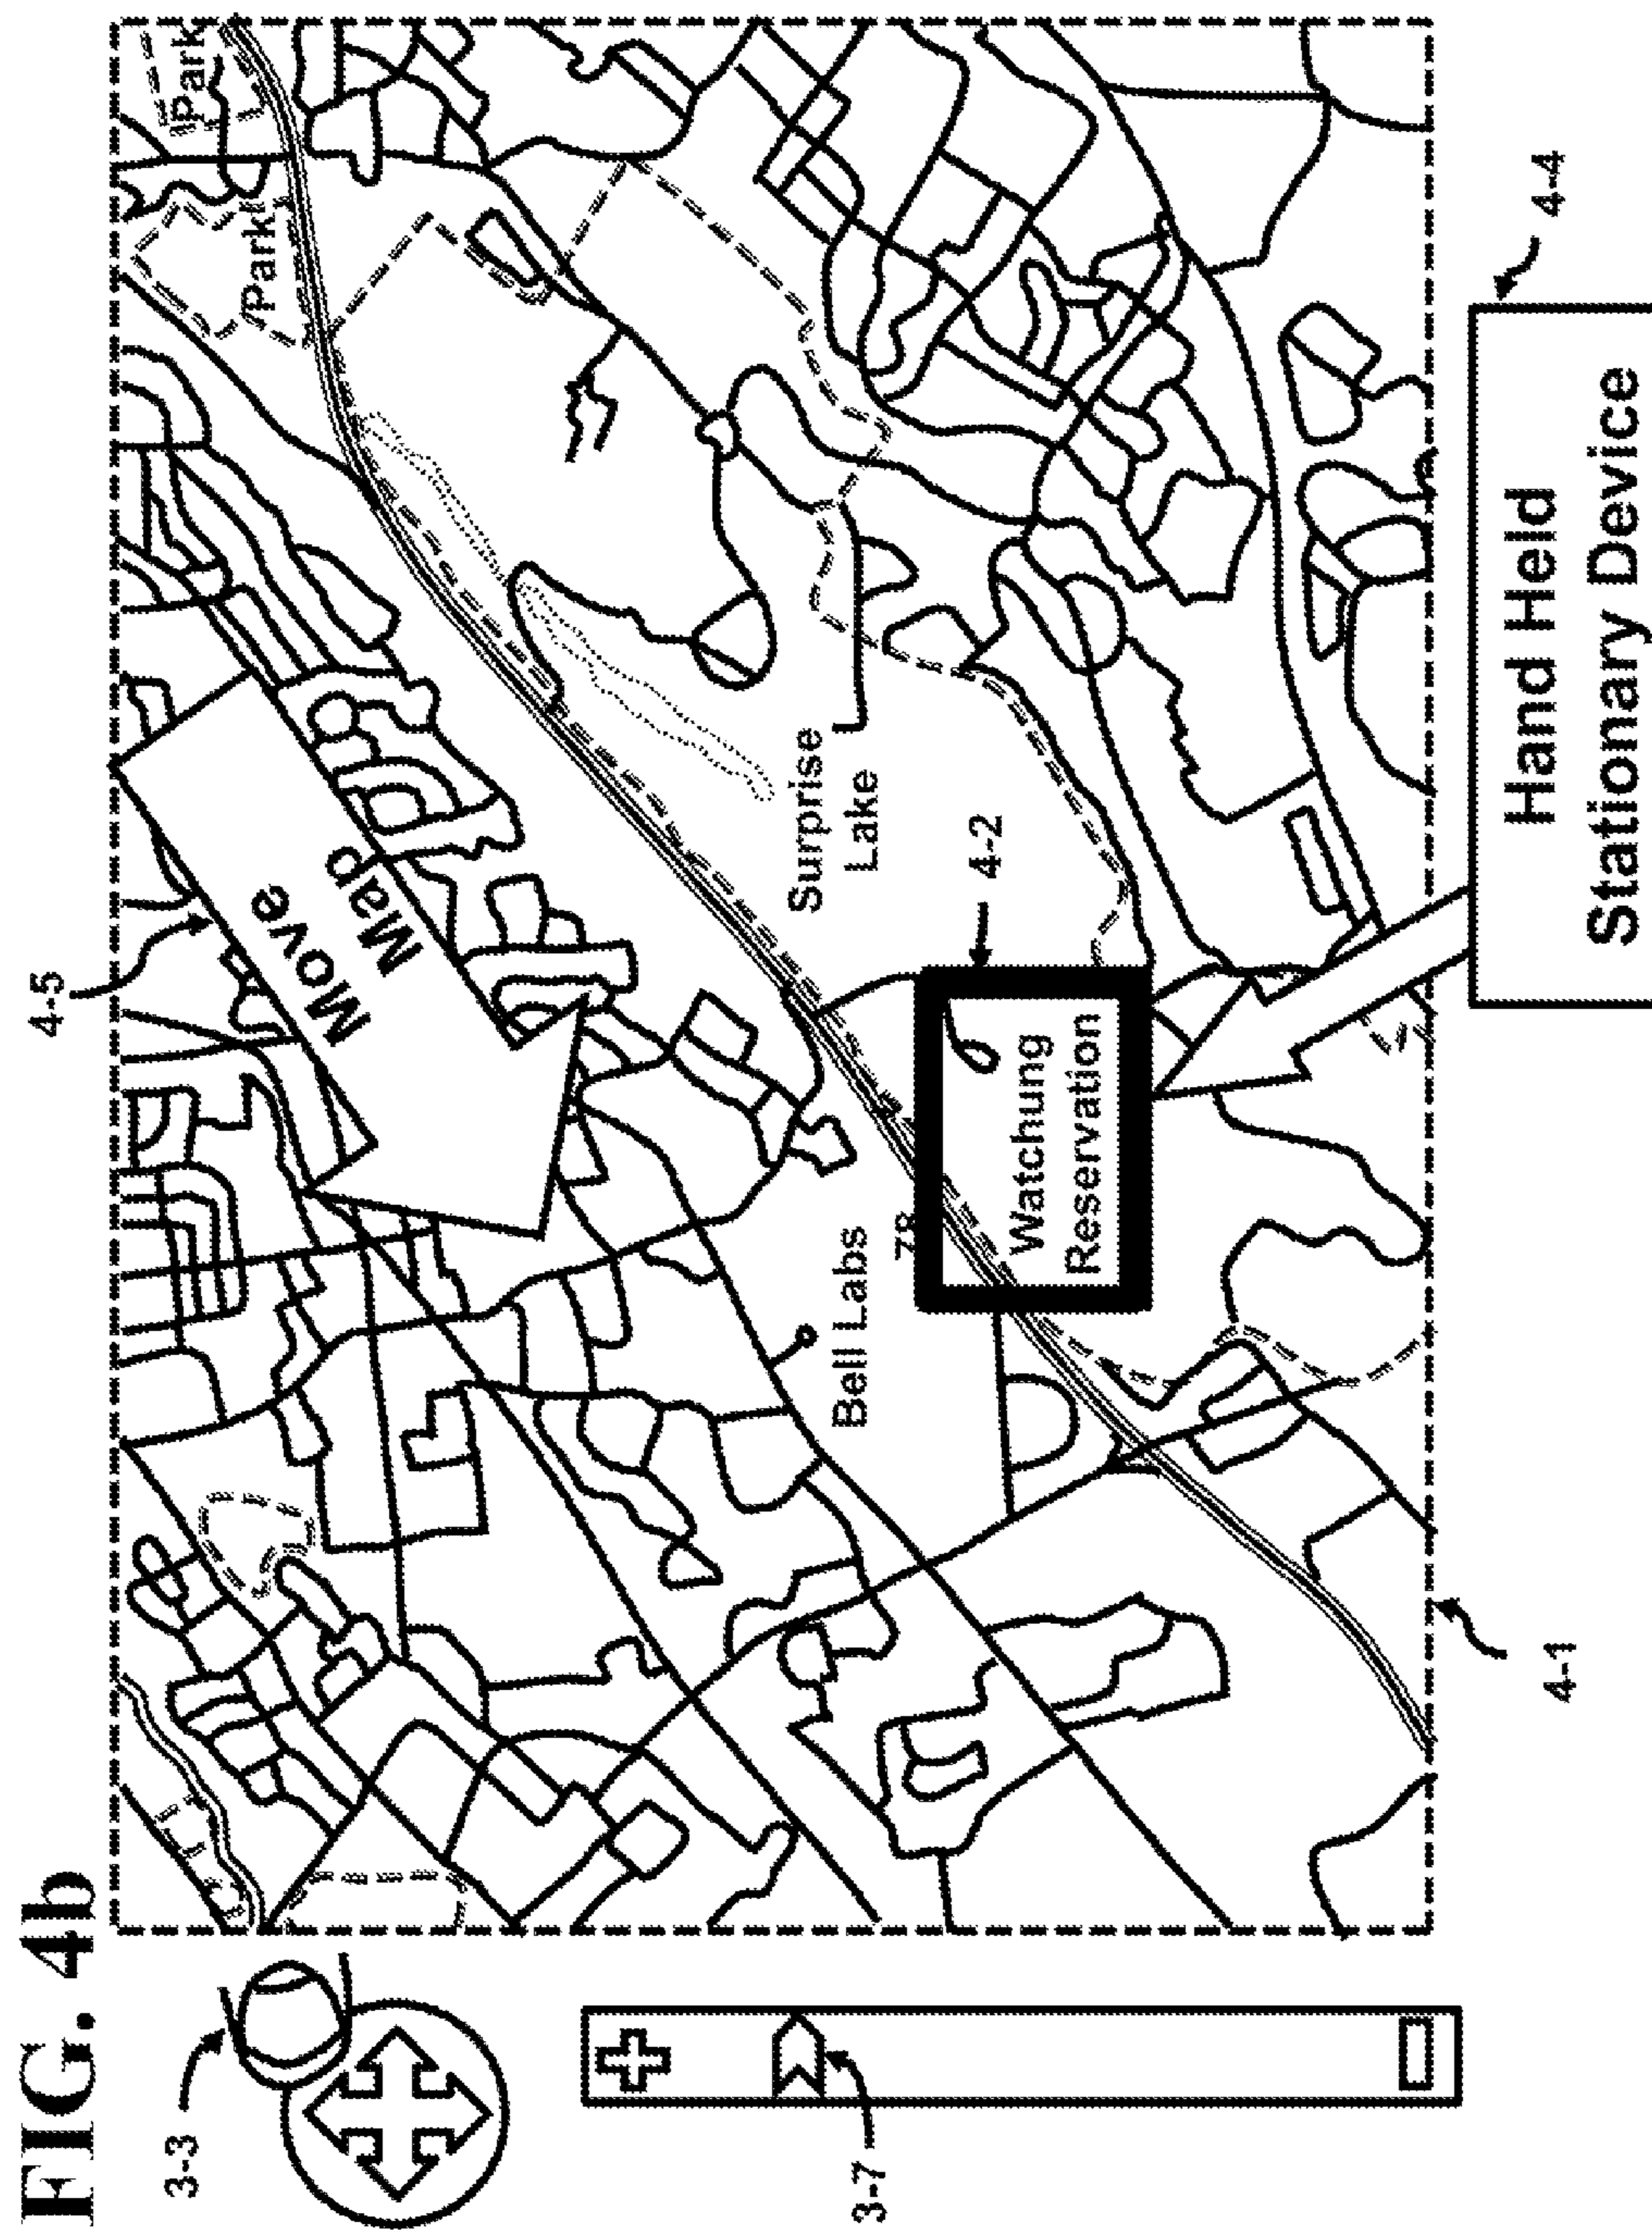 FIG. 4b
4-5
3-3
Park
Park
Move
Map
3-7
Surprise
Lake
4-2
Bell Labs
78
Watchung
Reservation
4-1
4-4
Hand Held
Stationary Device